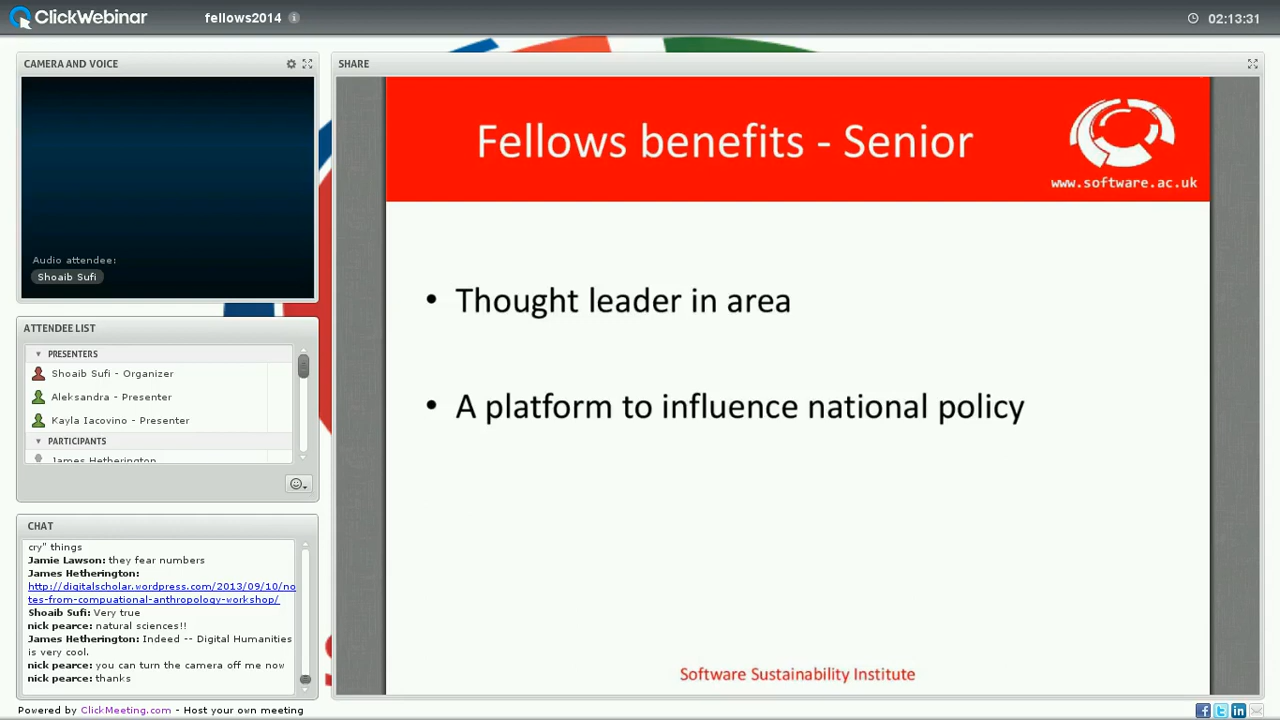 ClickWebinar
fellows2014
02:13:31
CAMERA AND VOICE
Audio attendee:
Shoaib Sufi
ATTENDEE LIST
PRESENTERS
Shoaib Sufi - Organizer
Aleksandra - Presenter
Kayla Iacovino - Presenter
PARTICIPANTS
James Hetherington
CHAT
cry" things
Jamie Lawson: they fear numbers
James Hetherington:
http://digitalscholar.wordpress.com/2013/09/10/no
tes-from-compuational-anthropology-workshop/
Shoaib Sufi: Very true
nick pearce: natural sciences!!
James Hetherington: Indeed -- Digital Humanities
is very cool.
nick pearce: you can turn the camera off me now
nick pearce: thanks
SHARE
Fellows benefits - Senior
www.software.ac.uk
• Thought leader in area
• A platform to influence national policy
Software Sustainability Institute
Powered by ClickMeeting.com - Host your own meeting